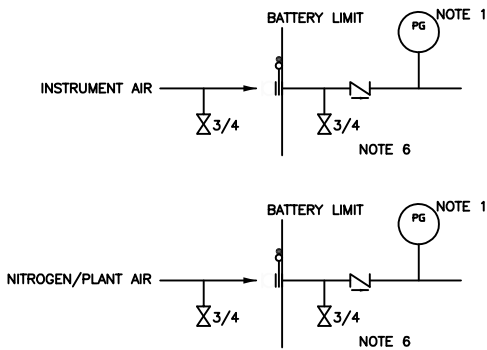 BATTERY LIMIT
PG
NOTE 1
INSTRUMENT AIR
3/4
3/4
NOTE 6
BATTERY LIMIT
PG
NOTE 1
NITROGEN/PLANT AIR
3/4
3/4
NOTE 6